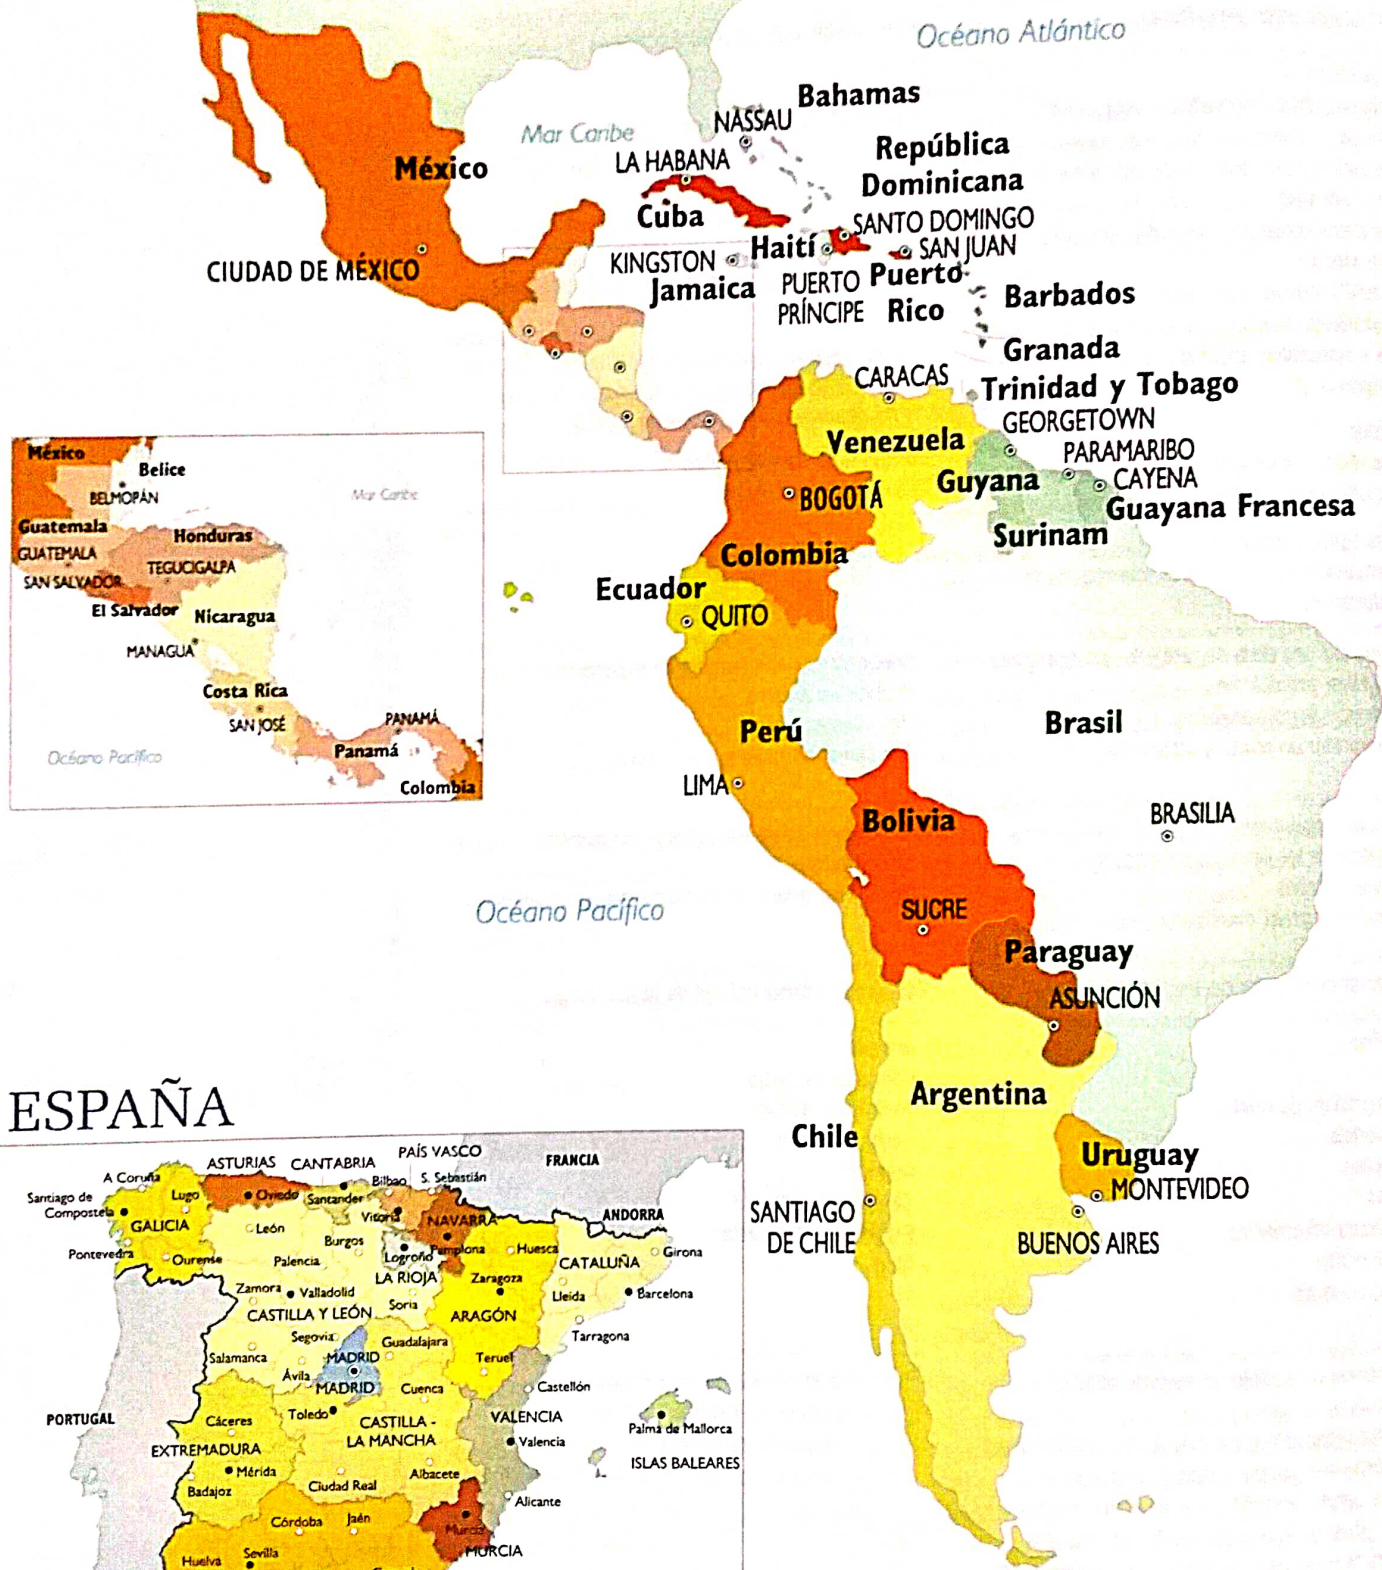 Océano Atlántico
Bahamas
NASSAU
Mar Caribe
República
Dominicana
LA HABANA
México
Cuba
SANTO DOMINGO
Haití
SAN JUAN
KINGSTON
CIUDAD DE MÉXICO
Jamaica
PUERTO
PRÍNCIPE
Puerto
Rico
Barbados
Granada
CARACAS
Trinidad y Tobago
GEORGETOWN
Venezuela
PARAMARIBO
Guyana
CAYENA
BOGOTÁ
Guayana Francesa
Surinam
Colombia
Ecuador
QUITO
Perú
Brasil
LIMA
Bolivia
BRASILIA
Océano Pacífico
SUCRE
Paraguay
ASUNCIÓN
Argentina
Chile
Uruguay
MONTEVIDEO
SANTIAGO
DE CHILE
BUENOS AIRES
México
Belice
BELMOPÁN
Mar Caribe
Guatemala
Honduras
GUATEMALA
TEGUCIGALPA
SAN SALVADOR
El Salvador
Nicaragua
MANAGUA
Costa Rica
SAN JOSÉ
PANAMÁ
Panamá
Océano Pacífico
Colombia
ESPAÑA
PAÍS VASCO
ASTURIAS
CANTABRIA
FRANCIA
A Coruña
Bilbao
S. Sebastián
Santiago de
Compostela
Lugo
Oviedo
Santander
Vitoria
NAVARRA
ANDORRA
GALICIA
León
Burgos
Pamplona
Pontevedra
Ourense
Palencia
Logroño
Huesca
CATALUÑA
Girona
LA RIOJA
Zaragoza
Zamora
Valladolid
Soria
Lleida
Barcelona
CASTILLA Y LEÓN
ARAGÓN
Segovia
Guadalajara
Tarragona
Salamanca
MADRID
Teruel
Ávila
MADRID
Cuenca
Castellón
Toledo
PORTUGAL
Cáceres
CASTILLA -
LA MANCHA
VALENCIA
Palma de Mallorca
EXTREMADURA
Valencia
ISLAS BALEARES
Mérida
Albacete
Badajoz
Ciudad Real
Alicante
Córdoba
Jaén
Murcia
MURCIA
Huelva
Sevilla